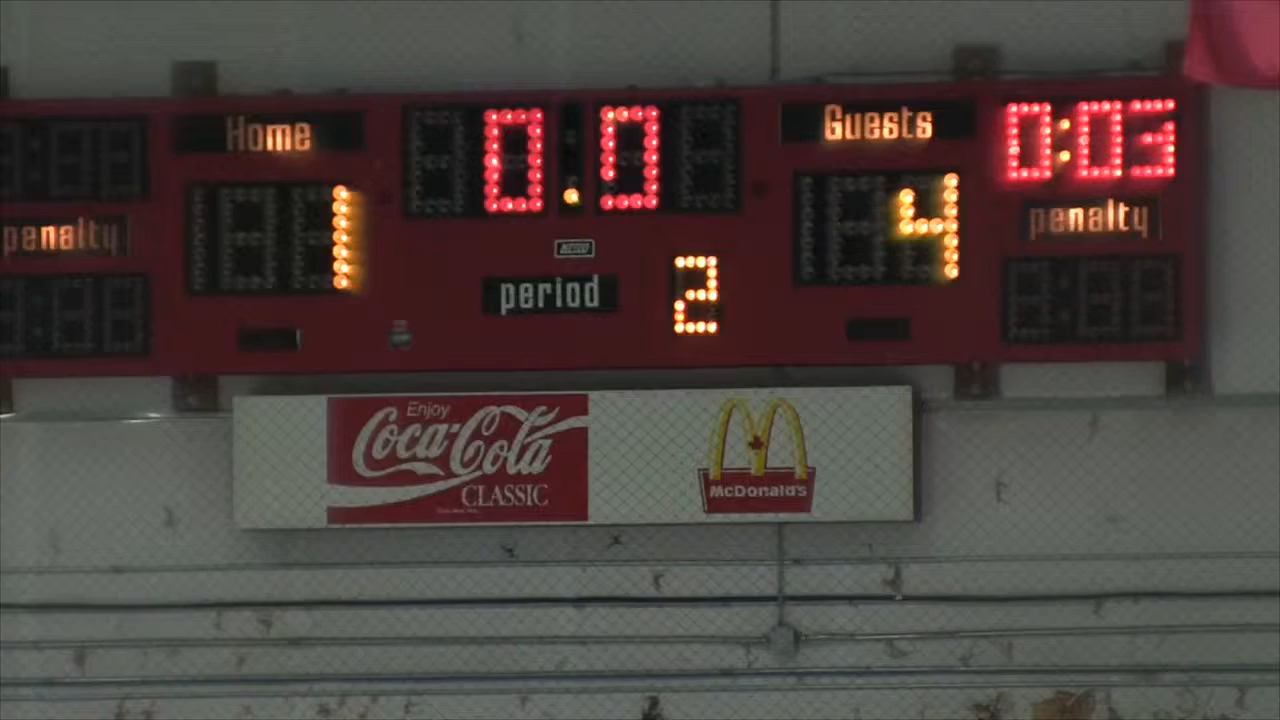 Home
0.0
Guests
0:03
1
4
penalty
penalty
period
2
Enjoy
Coca-Cola
CLASSIC
McDonald's